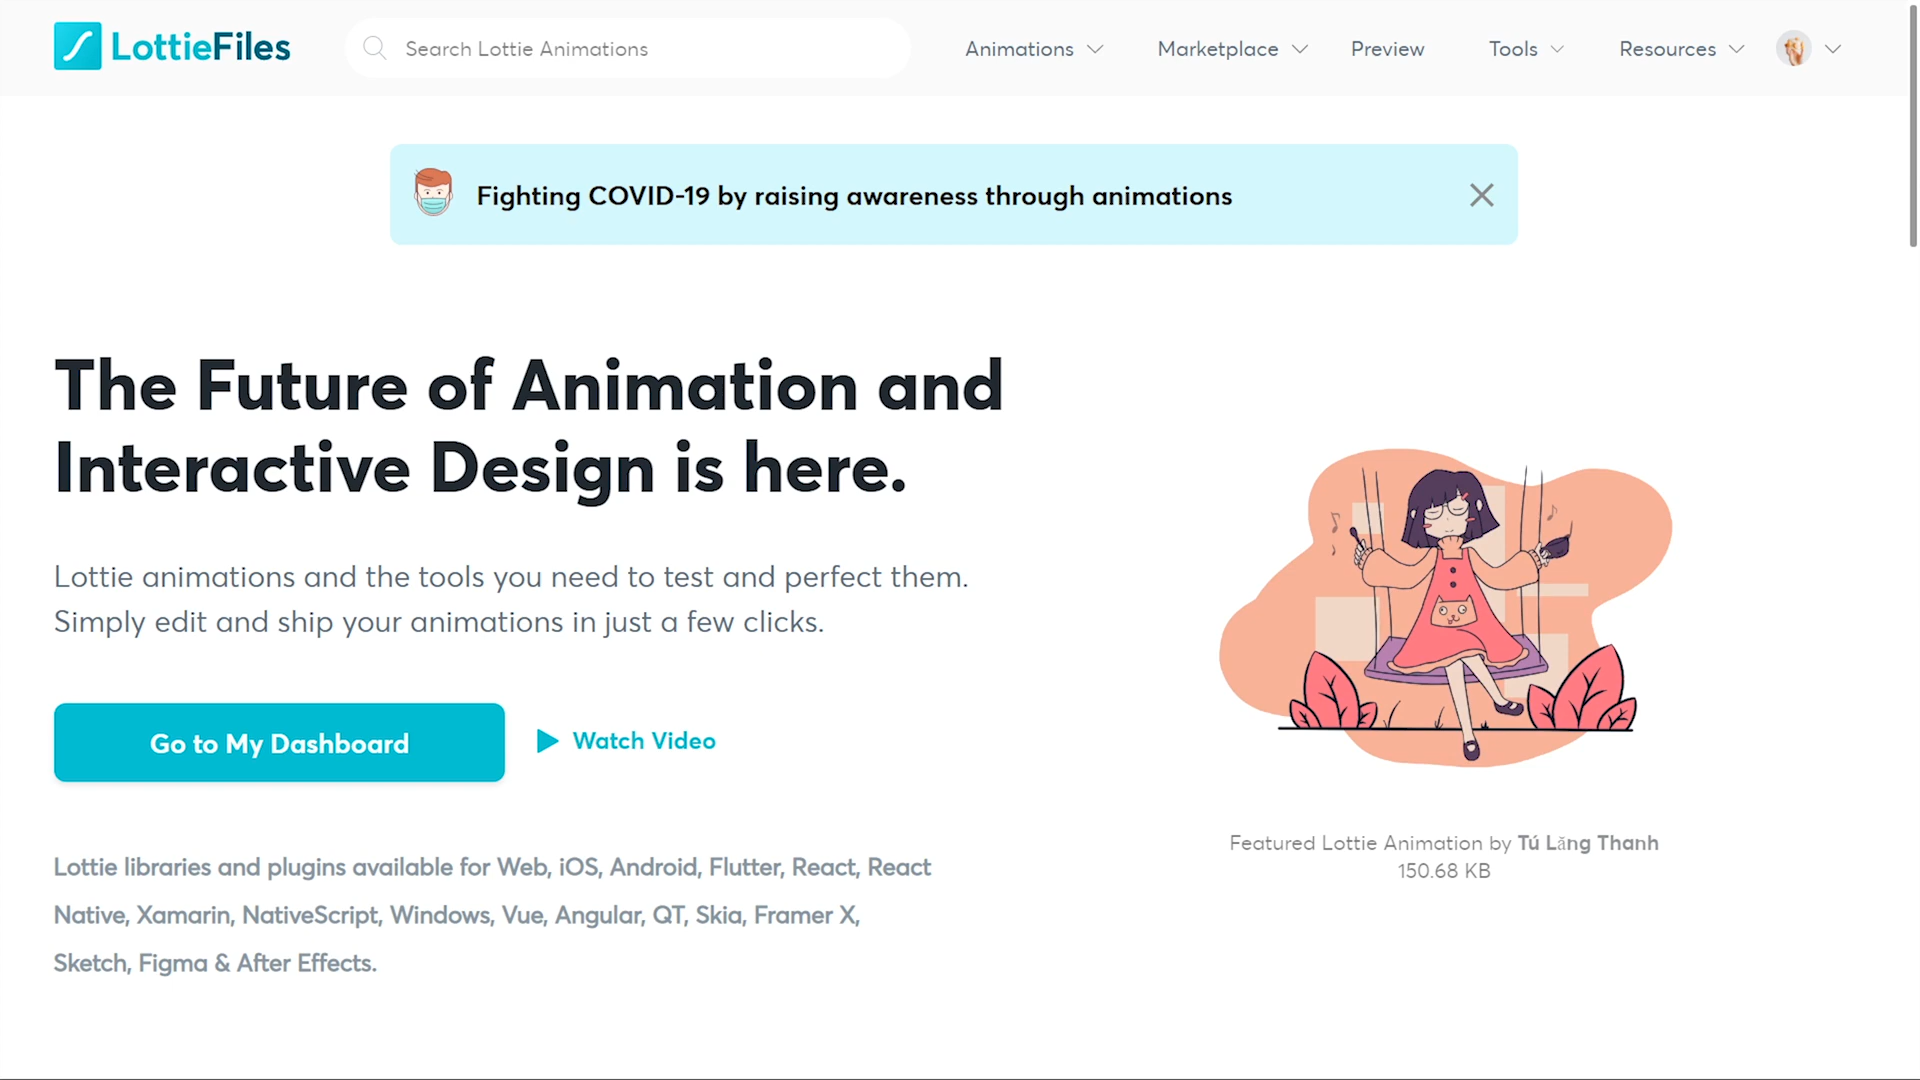 LottieFiles
Search Lottie Animations
Animations
Marketplace
Preview
Tools
Resources
Fighting COVID-19 by raising awareness through animations
The Future of Animation and
Interactive Design is here.
Lottie animations and the tools you need to test and perfect them.
Simply edit and ship your animations in just a few clicks.
Go to My Dashboard
Watch Video
Lottie libraries and plugins available for Web, iOS, Android, Flutter, React, React
Native, Xamarin, NativeScript, Windows, Vue, Angular, QT, Skia, Framer X,
Sketch, Figma & After Effects.
Featured Lottie Animation by Tú Lăng Thanh
150.68 KB